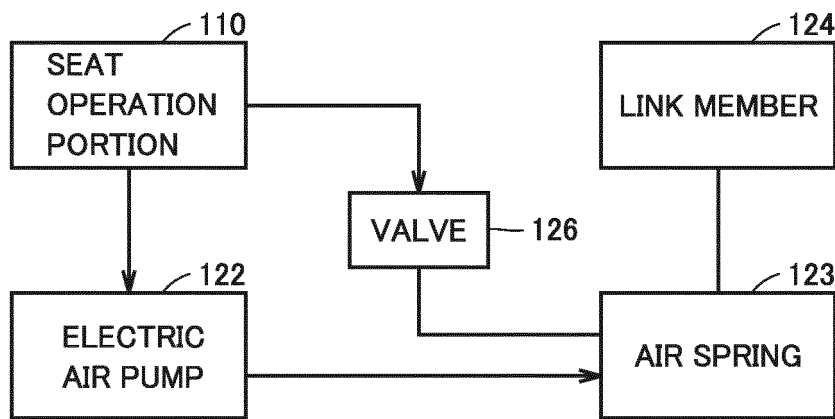 110
SEAT
OPERATION
PORTION
124
LINK MEMBER
VALVE
126
122
ELECTRIC
AIR PUMP
123
AIR SPRING